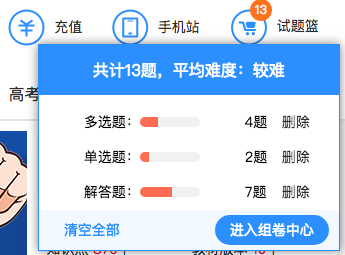 充值
手机站
13
试题篮
高考
共计13题，平均难度：较难
多选题： 4题 删除
单选题： 2题 删除
解答题： 7题 删除
清空全部
进入组卷中心